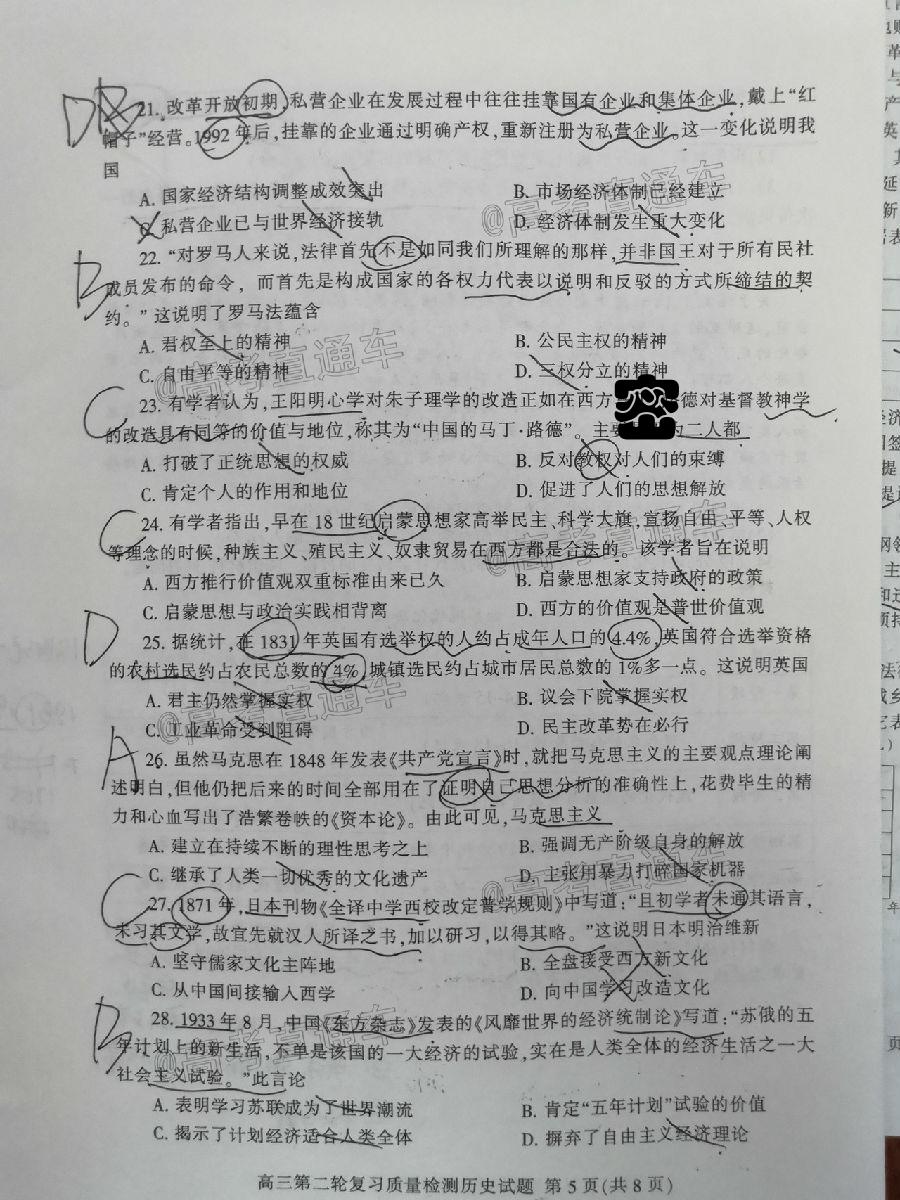 DB
21. 改革开放初期,私营企业在发展过程中往往挂靠国有企业和集体企业,戴上“红
帽子”经营。1992 年后,挂靠的企业通过明确产权,重新注册为私营企业。这一变化说明我
国
A. 国家经济结构调整成效突出 B. 市场经济体制已经建立
C. 私营企业已与世界经济接轨 D. 经济体制发生重大变化
B
22. “对罗马人来说,法律首先不是如同我们所理解的那样,并非国王对于所有民社
成员发布的命令,而首先是构成国家的各权力代表以说明和反驳的方式所缔结的契
约。”这说明了罗马法蕴含
A. 君权至上的精神 B. 公民主权的精神
C. 自由平等的精神 D. 三权分立的精神
C
23. 有学者认为,王阳明心学对朱子理学的改造正如在西方 德对基督教神学
的改造具有同等的价值与地位,称其为“中国的马丁·路德”。主要 为二人都
A. 打破了正统思想的权威 B. 反对教权对人们的束缚
C. 肯定个人的作用和地位 D. 促进了人们的思想解放
C
24. 有学者指出,早在 18 世纪启蒙思想家高举民主、科学大旗,宣扬自由、平等、人权
等理念的时候,种族主义、殖民主义、奴隶贸易在西方都是合法的。该学者旨在说明
A. 西方推行价值观双重标准由来已久 B. 启蒙思想家支持政府的政策
C. 启蒙思想与政治实践相背离 D. 西方的价值观是普世价值观
D
25. 据统计,在 1831 年英国有选举权的人约占成年人口的 4.4%,英国符合选举资格
的农村选民约占农民总数的 4%,城镇选民约占城市居民总数的 1%多一点。这说明英国
A. 君主仍然掌握实权 B. 议会下院掌握实权
C. 工业革命受到阻碍 D. 民主改革势在必行
A
26. 虽然马克思在 1848 年发表《共产党宣言》时,就把马克思主义的主要观点理论阐
述明白,但他仍把后来的时间全部用在了证明自己思想分析的准确性上,花费毕生的精
力和心血写出了浩繁卷帙的《资本论》。由此可见,马克思主义
A. 建立在持续不断的理性思考之上 B. 强调无产阶级自身的解放
C. 继承了人类一切优秀的文化遗产 D. 主张用暴力打碎国家机器
C
27. 1871 年,日本刊物《全译中学西校改定普学规则》中写道:“且初学者未通其语言,
未习其文学,故宜先就汉人所译之书,加以研习,以得其略。”这说明日本明治维新
A. 坚守儒家文化主阵地 B. 全盘接受西方新文化
C. 从中国间接输入西学 D. 向中国学习改造文化
B
28. 1933 年 8 月,中国《东方杂志》发表的《风靡世界的经济统制论》写道:“苏俄的五
年计划上的新生活,不单是该国的一大经济的试验,实在是人类全体的经济生活之一大
社会主义试验。”此言论
A. 表明学习苏联成为了世界潮流 B. 肯定“五年计划”试验的价值
C. 揭示了计划经济适合人类全体 D. 摒弃了自由主义经济理论
高三第二轮复习质量检测历史试题 第 5 页(共 8 页)
@高考直通车
@高考直通车
@高考直通车
@高考直通车
@高考直通车
@高考直通车
@高考直通车